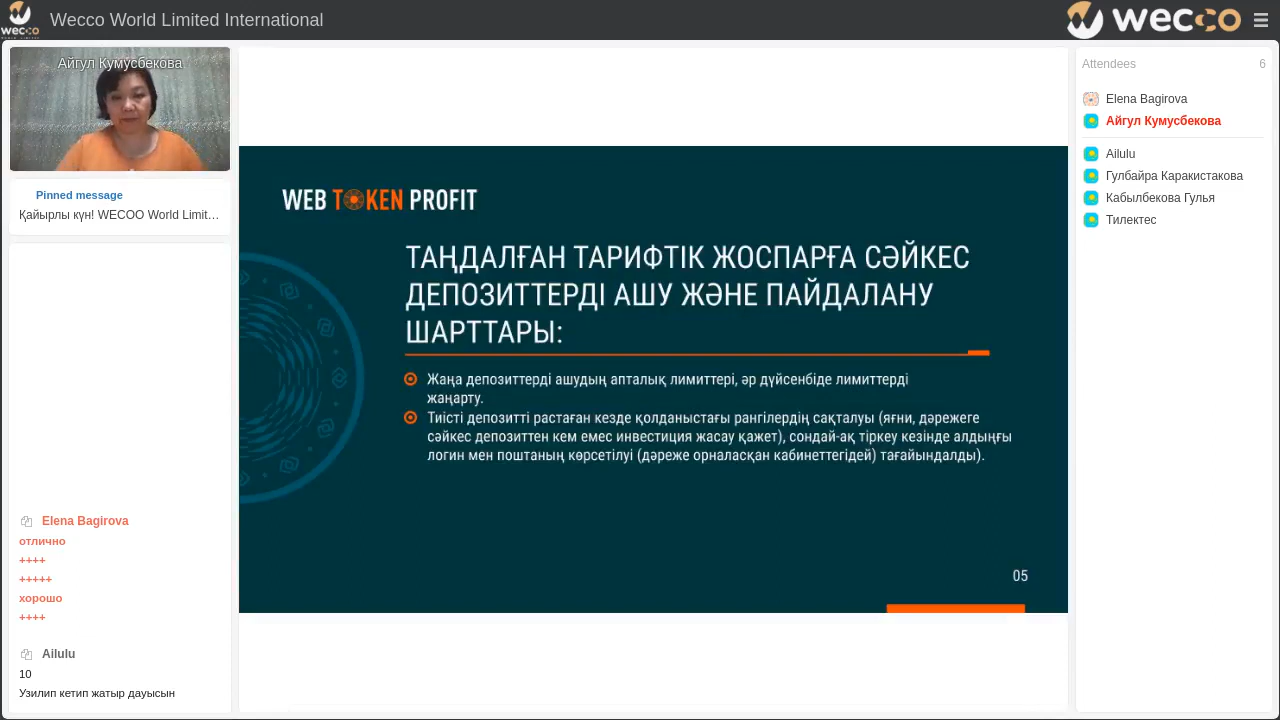 Wecco World Limited International
wecco
wecco
Айгул Кумусбекова
Pinned message
Қайырлы күн! WECOO World Limit…
Elena Bagirova
отлично
++++
+++++
хорошо
++++
Ailulu
10
Узилип кетип жатыр дауысын
WEB TOKEN PROFIT
ТАҢДАЛҒАН ТАРИФТІК ЖОСПАРҒА СӘЙКЕС
ДЕПОЗИТТЕРДІ АШУ ЖӘНЕ ПАЙДАЛАНУ
ШАРТТАРЫ:
Жаңа депозиттерді ашудың апталық лимиттері, әр дүйсенбіде лимиттерді
жаңарту.
Тиісті депозитті растаған кезде қолданыстағы рангілердің сақталуы (яғни, дәрежеге
сәйкес депозиттен кем емес инвестиция жасау қажет), сондай-ақ тіркеу кезінде алдыңғы
логин мен поштаның көрсетілуі (дәреже орналасқан кабинеттегідей) тағайындалды).
05
Attendees 6
Elena Bagirova
Айгул Кумусбекова
Ailulu
Гулбайра Каракистакова
Кабылбекова Гулья
Тилектес